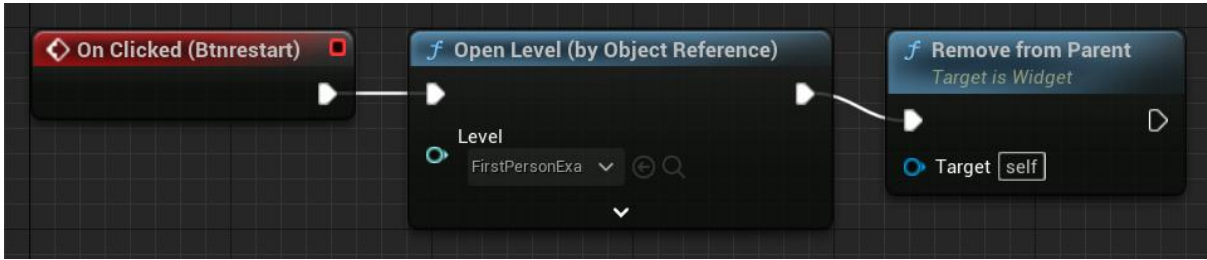 On Clicked (Btnrestart)
f Open Level (by Object Reference)
Level
FirstPersonExa
f Remove from Parent
Target is Widget
Target self